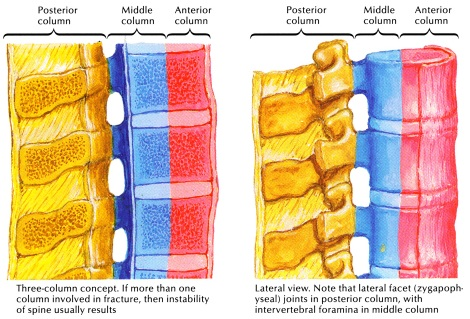 Posterior column
Middle column
Anterior column
Three-column concept. If more than one
column involved in fracture, then instability
of spine usually results
Posterior column
Middle column
Anterior column
Lateral view. Note that lateral facet (zygapoph-
yseal) joints in posterior column, with
intervertebral foramina in middle column